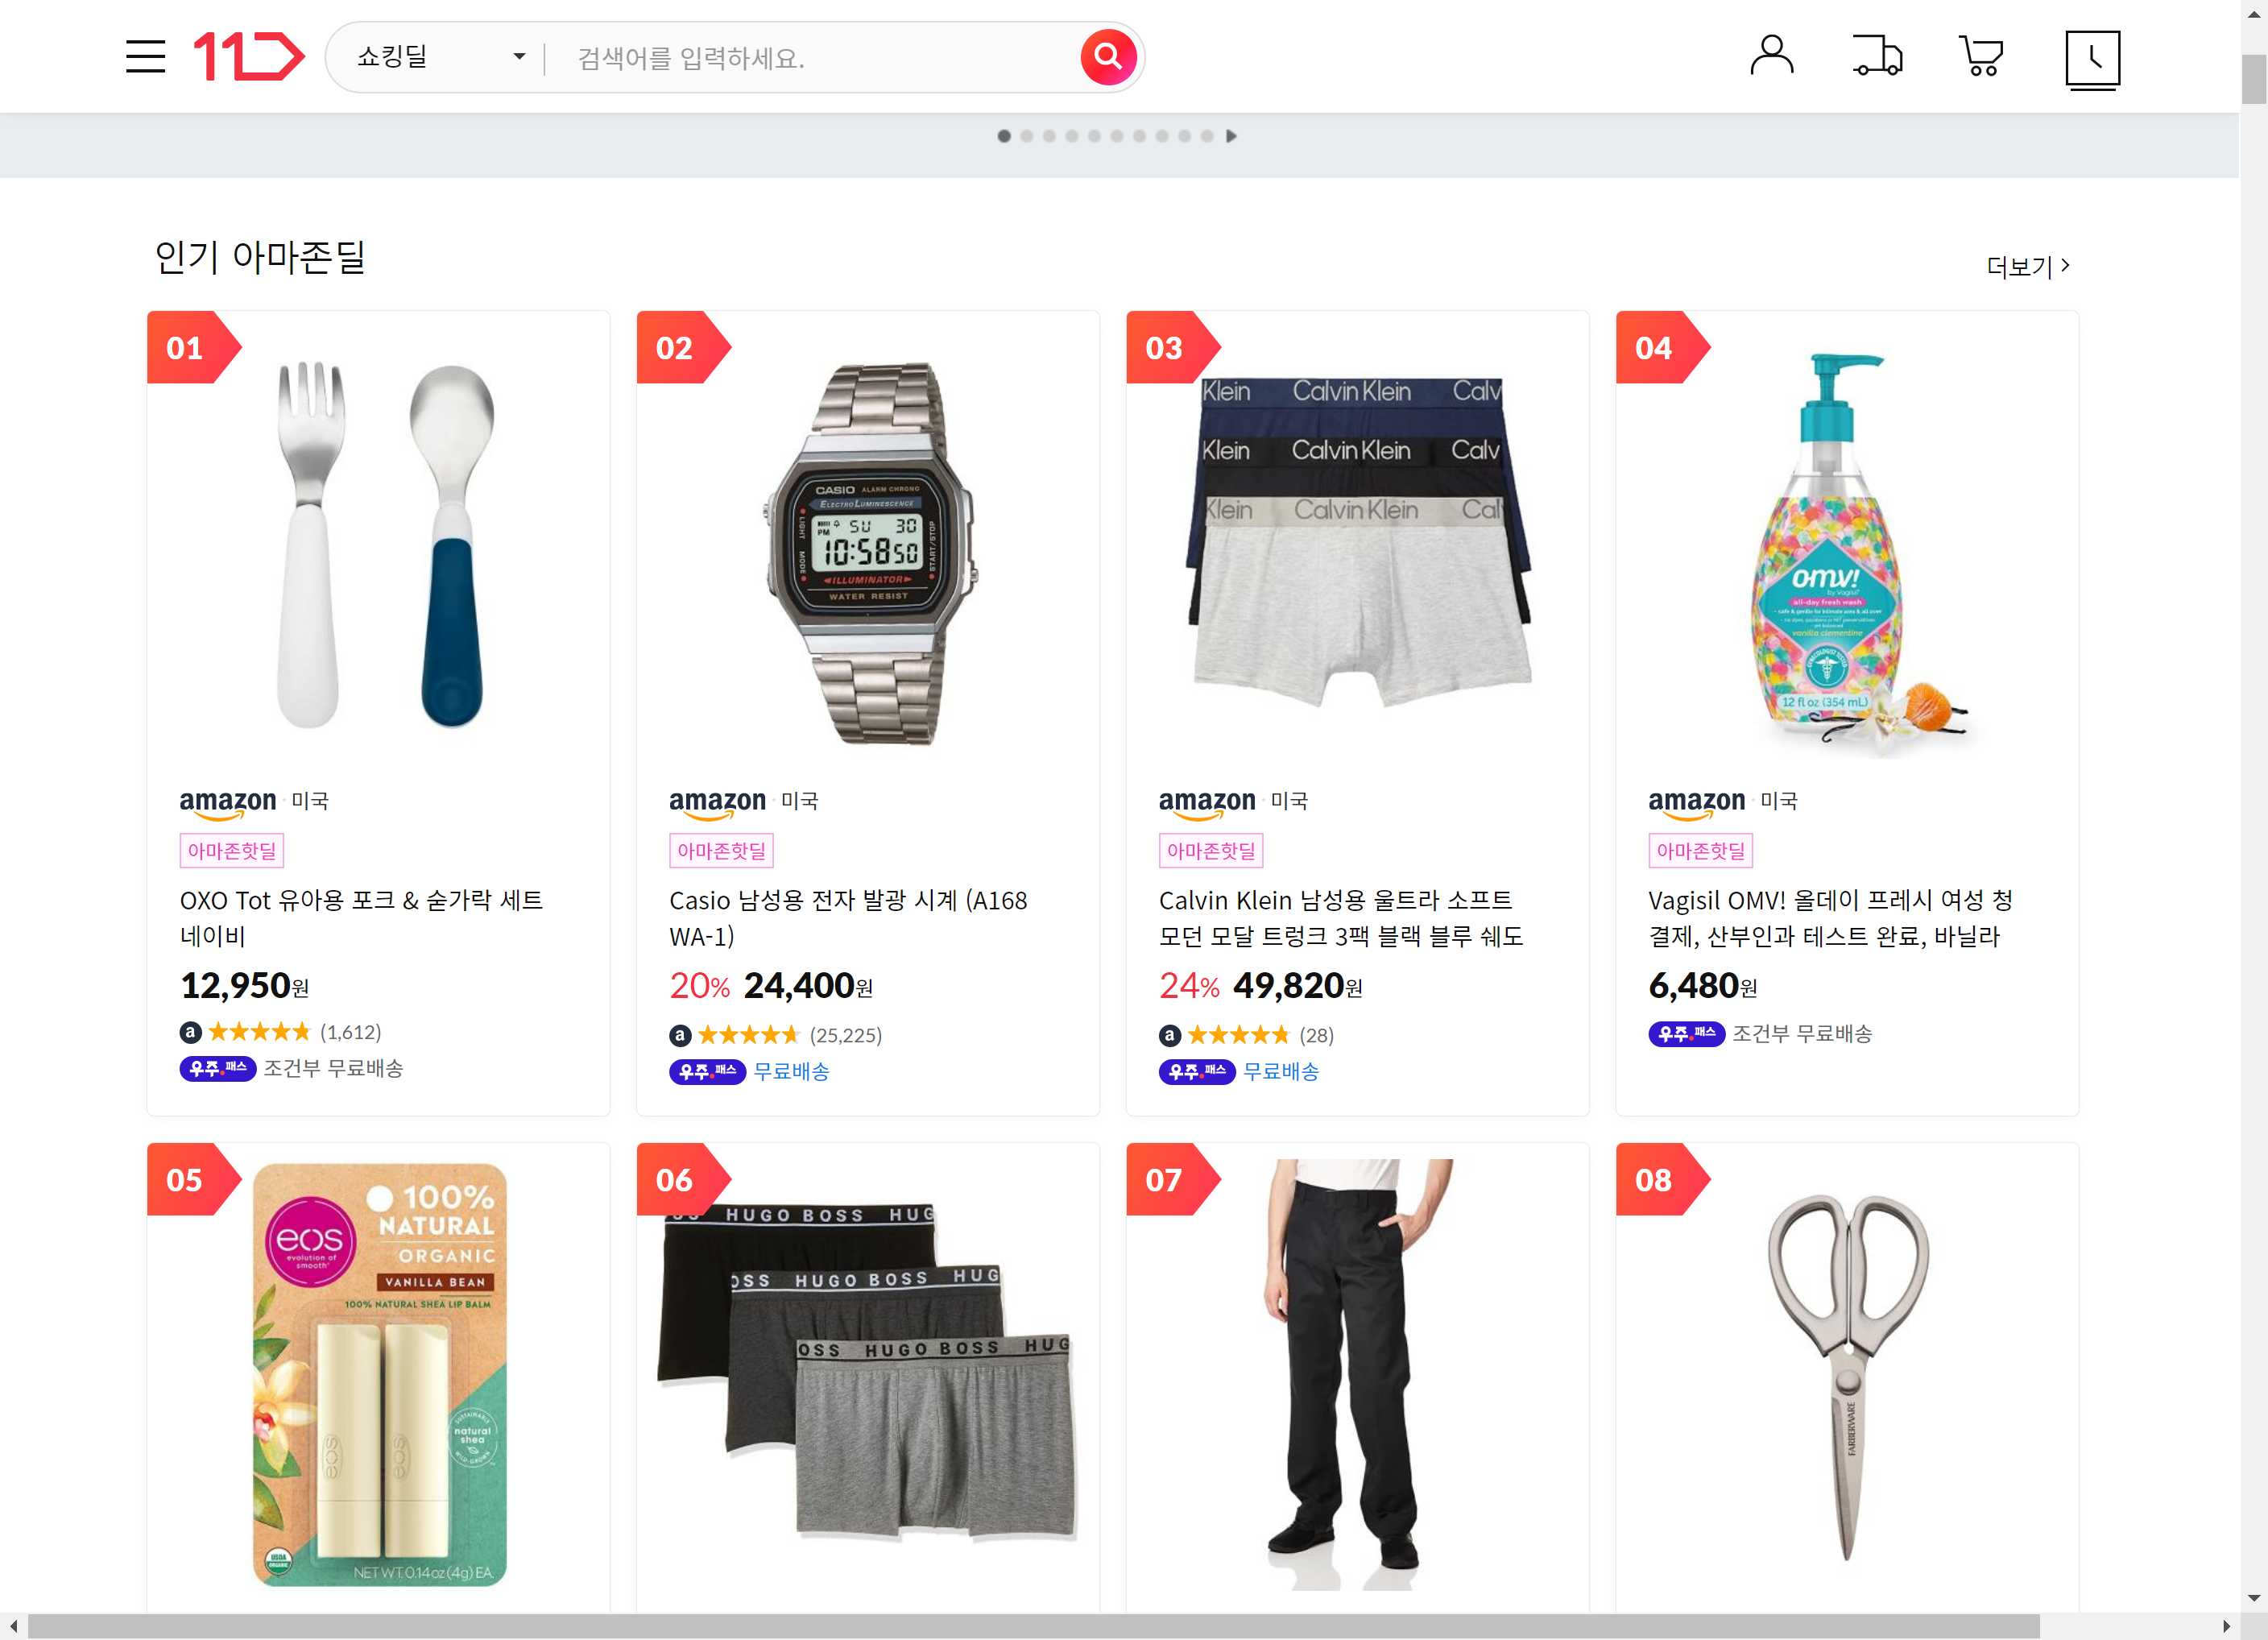 11
쇼킹딜
검색어를 입력하세요.
인기 아마존딜
더보기
01
02
03
04
CASIO ALARM CHRONO
ELECTRO LUMINESCENCE
LIGHT
MODE
START/STOP
PM SU 30
10:58 50
ILLUMINATOR
WATER RESIST
Klein Calvin Klein Calv
Klein Calvin Klein Calv
Klein Calvin Klein Cal
omv!
by Vagisil
all-day fresh wash
vanilla clementine
12 fl oz (354 mL)
amazon 미국
아마존핫딜
OXO Tot 유아용 포크 & 숟가락 세트
네이비
12,950원
a (1,612)
우주패스 조건부 무료배송
amazon 미국
아마존핫딜
Casio 남성용 전자 발광 시계 (A168
WA-1)
20% 24,400원
a (25,225)
우주패스 무료배송
amazon 미국
아마존핫딜
Calvin Klein 남성용 울트라 소프트
모던 모달 트렁크 3팩 블랙 블루 쉐도
24% 49,820원
a (28)
우주패스 무료배송
amazon 미국
아마존핫딜
Vagisil OMV! 올데이 프레시 여성 청
결제, 산부인과 테스트 완료, 바닐라
6,480원
우주패스 조건부 무료배송
05
100%
NATURAL
ORGANIC
eos
evolution of
smooth
VANILLA BEAN
100% NATURAL SHEA LIP BALM
eos
eos
SUSTAINABLE
natural
shea
USDA
ORGANIC
NET WT. 0.14 oz (4g) EA.
06
HUGO BOSS HUG
OSS HUGO BOSS HUG
OSS HUGO BOSS HUG
07
08
FARBERWARE